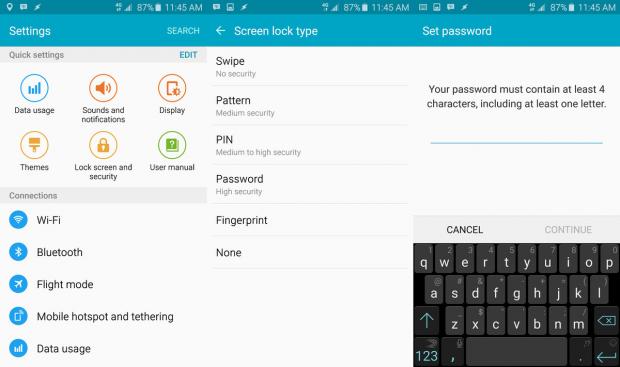 87% 11:45 AM
Settings
SEARCH
Quick settings
EDIT
Data usage
Sounds and
notifications
Display
Themes
Lock screen and
security
User manual
Connections
Wi-Fi
Bluetooth
Flight mode
Mobile hotspot and tethering
Data usage
87% 11:45 AM
Screen lock type
Swipe
No security
Pattern
Medium security
PIN
Medium to high security
Password
High security
Fingerprint
None
87% 11:45 AM
Set password
Your password must contain at least 4
characters, including at least one letter.
CANCEL
CONTINUE
1 2 3 4 5 6 7 8 9 0
q w e r t y u i o p
a s d f g h j k l
z x c v b n m
123 , .